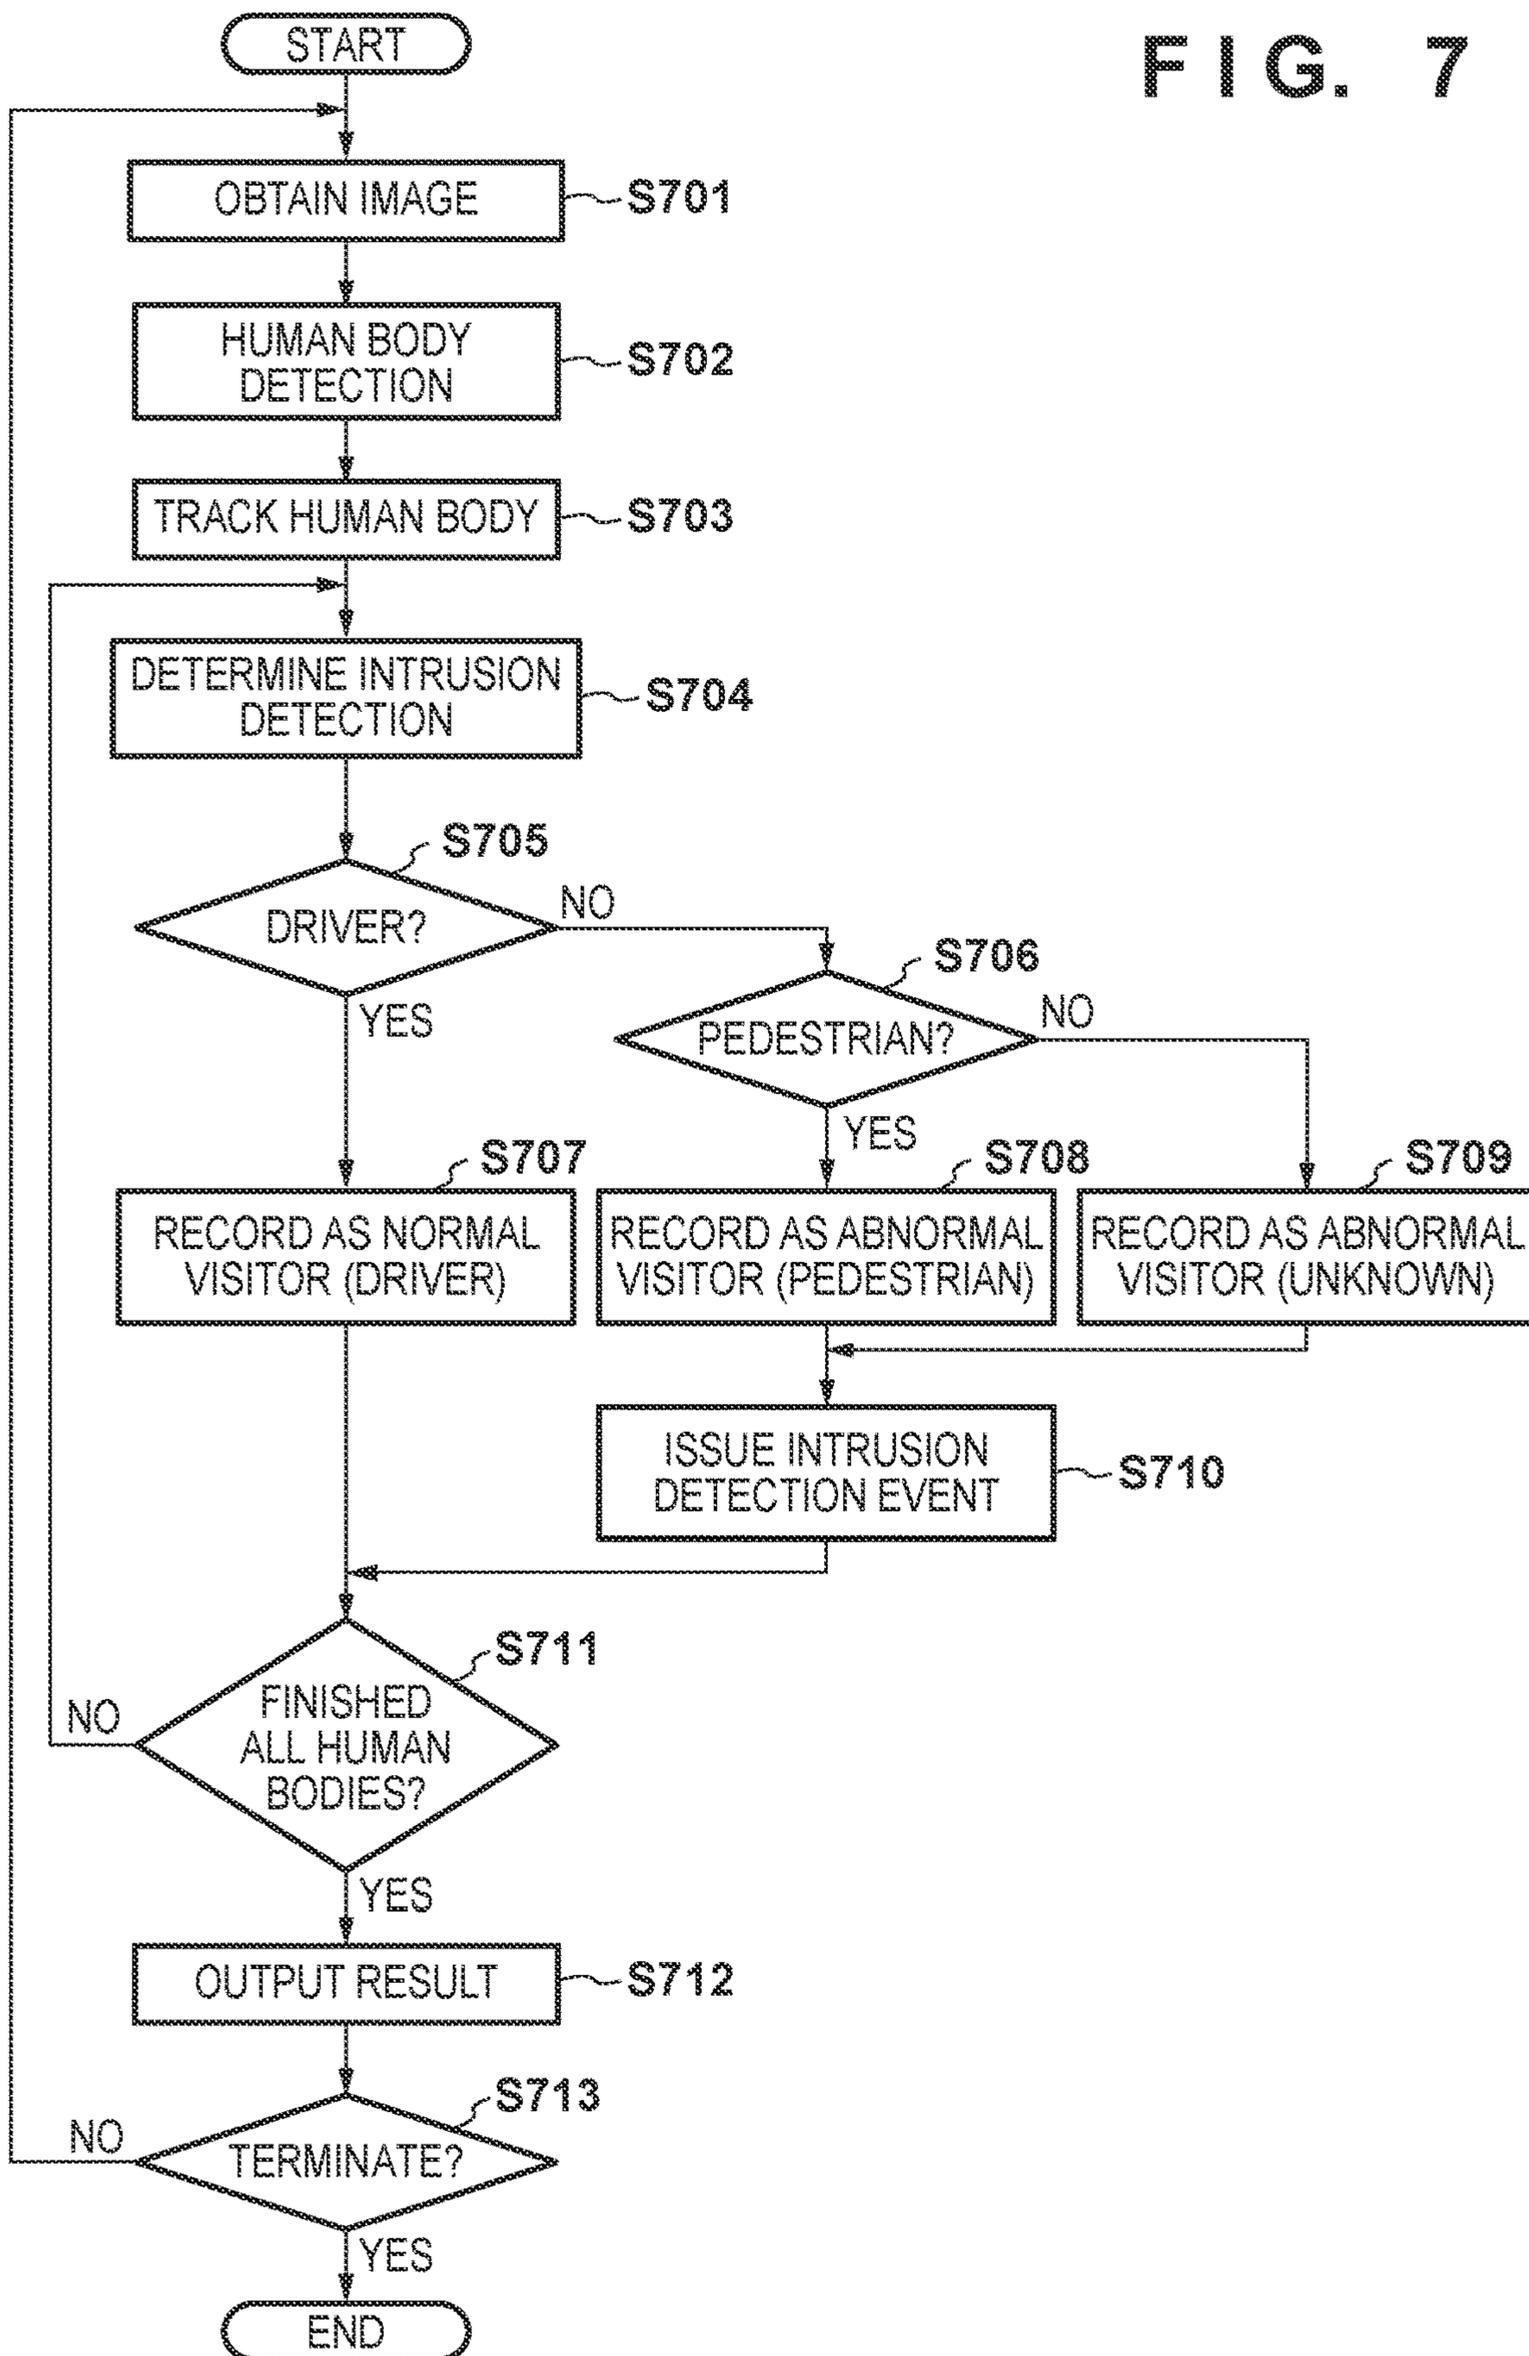 START
FIG. 7
OBTAIN IMAGE
S701
HUMAN BODY
DETECTION
S702
TRACK HUMAN BODY
S703
DETERMINE INTRUSION
DETECTION
S704
S705
DRIVER?
NO
YES
S706
PEDESTRIAN?
NO
YES
S707
RECORD AS NORMAL
VISITOR (DRIVER)
S708
RECORD AS ABNORMAL
VISITOR (PEDESTRIAN)
S709
RECORD AS ABNORMAL
VISITOR (UNKNOWN)
ISSUE INTRUSION
DETECTION EVENT
S710
S711
FINISHED
ALL HUMAN
BODIES?
NO
YES
OUTPUT RESULT
S712
S713
TERMINATE?
NO
YES
END